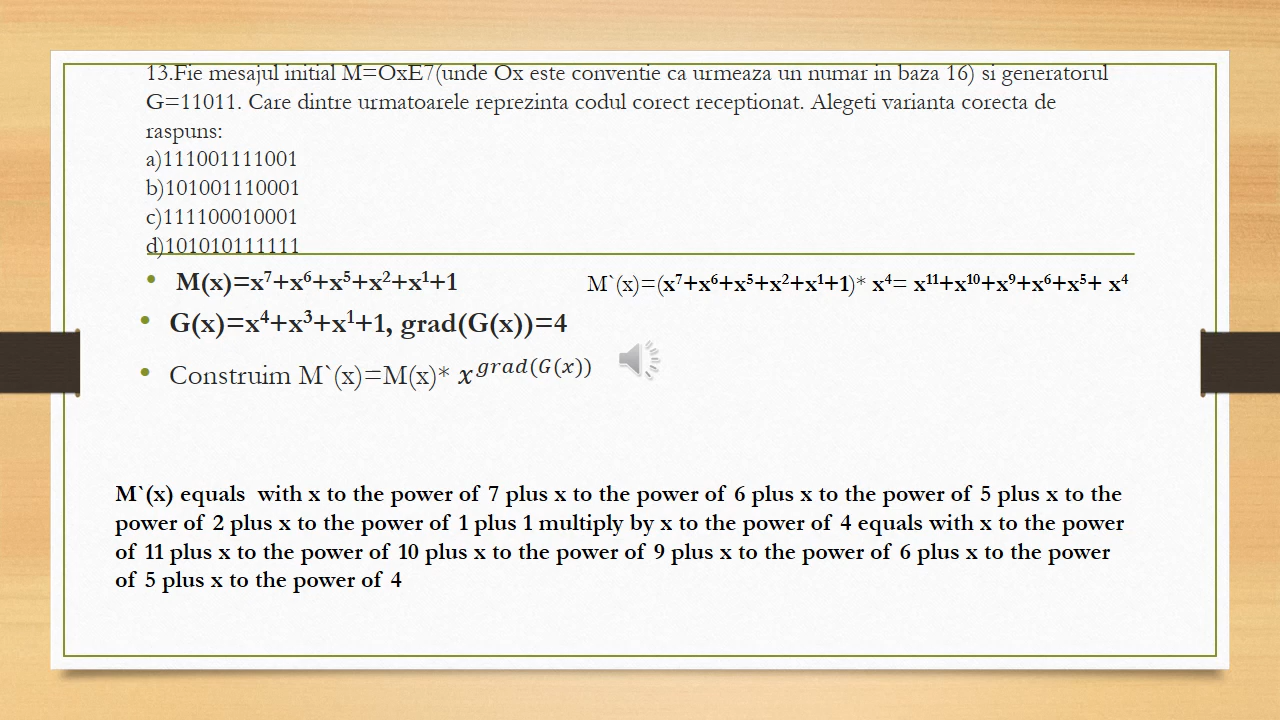 13.Fie mesajul initial M=OxE7(unde Ox este conventie ca urmeaza un numar in baza 16) si generatorul
G=11011. Care dintre urmatoarele reprezinta codul corect receptionat. Alegeti varianta corecta de
raspuns:
a)111001111001
b)101001110001
c)111100010001
d)101010111111
• M(x)=x⁷+x⁶+x⁵+x²+x¹+1
M`(x)=(x⁷+x⁶+x⁵+x²+x¹+1)* x⁴= x¹¹+x¹⁰+x⁹+x⁶+x⁵+ x⁴
• G(x)=x⁴+x³+x¹+1, grad(G(x))=4
• Construim M`(x)=M(x)* x^grad(G(x))
M`(x) equals with x to the power of 7 plus x to the power of 6 plus x to the power of 5 plus x to the
power of 2 plus x to the power of 1 plus 1 multiply by x to the power of 4 equals with x to the power
of 11 plus x to the power of 10 plus x to the power of 9 plus x to the power of 6 plus x to the power
of 5 plus x to the power of 4